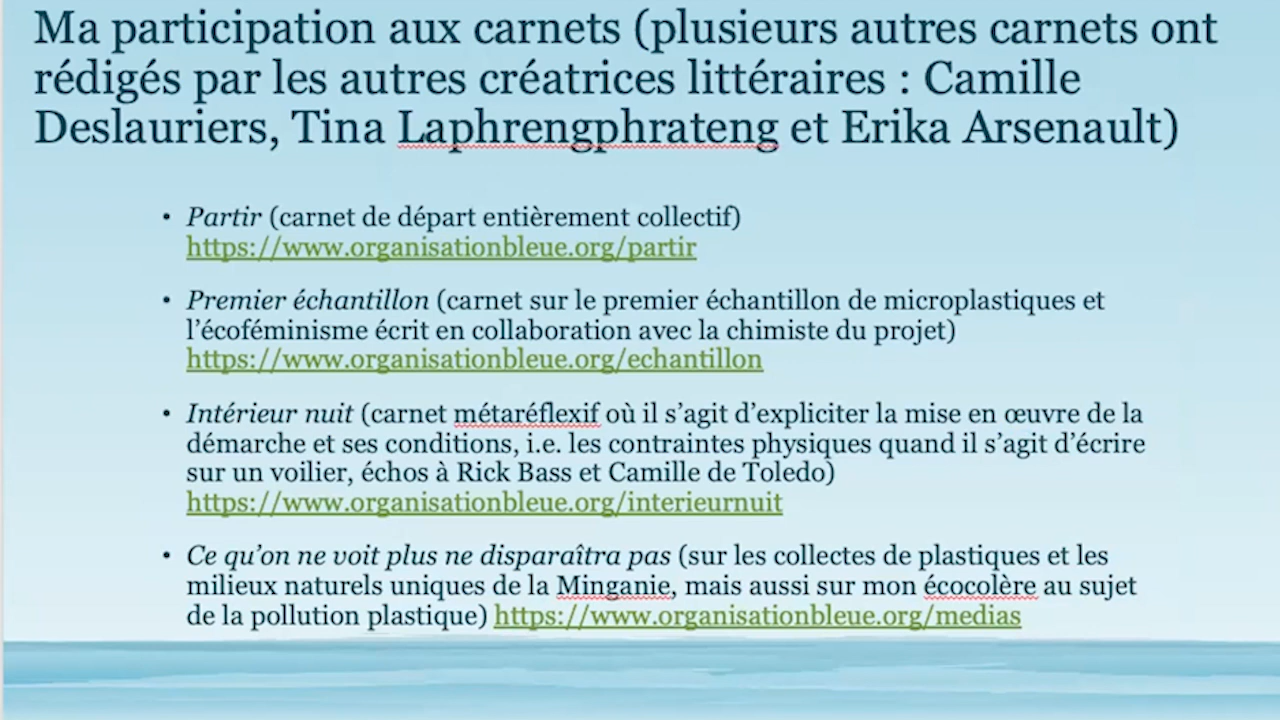 Ma participation aux carnets (plusieurs autres carnets ont
rédigés par les autres créatrices littéraires : Camille
Deslauriers, Tina Laphrengphrateng et Erika Arsenault)
• Partir (carnet de départ entièrement collectif)
https://www.organisationbleue.org/partir
• Premier échantillon (carnet sur le premier échantillon de microplastiques et
l’écoféminisme écrit en collaboration avec la chimiste du projet)
https://www.organisationbleue.org/echantillon
• Intérieur nuit (carnet métaréflexif où il s’agit d’expliciter la mise en œuvre de la
démarche et ses conditions, i.e. les contraintes physiques quand il s’agit d’écrire
sur un voilier, échos à Rick Bass et Camille de Toledo)
https://www.organisationbleue.org/interieurnuit
• Ce qu’on ne voit plus ne disparaîtra pas (sur les collectes de plastiques et les
milieux naturels uniques de la Minganie, mais aussi sur mon écocolère au sujet
de la pollution plastique) https://www.organisationbleue.org/medias